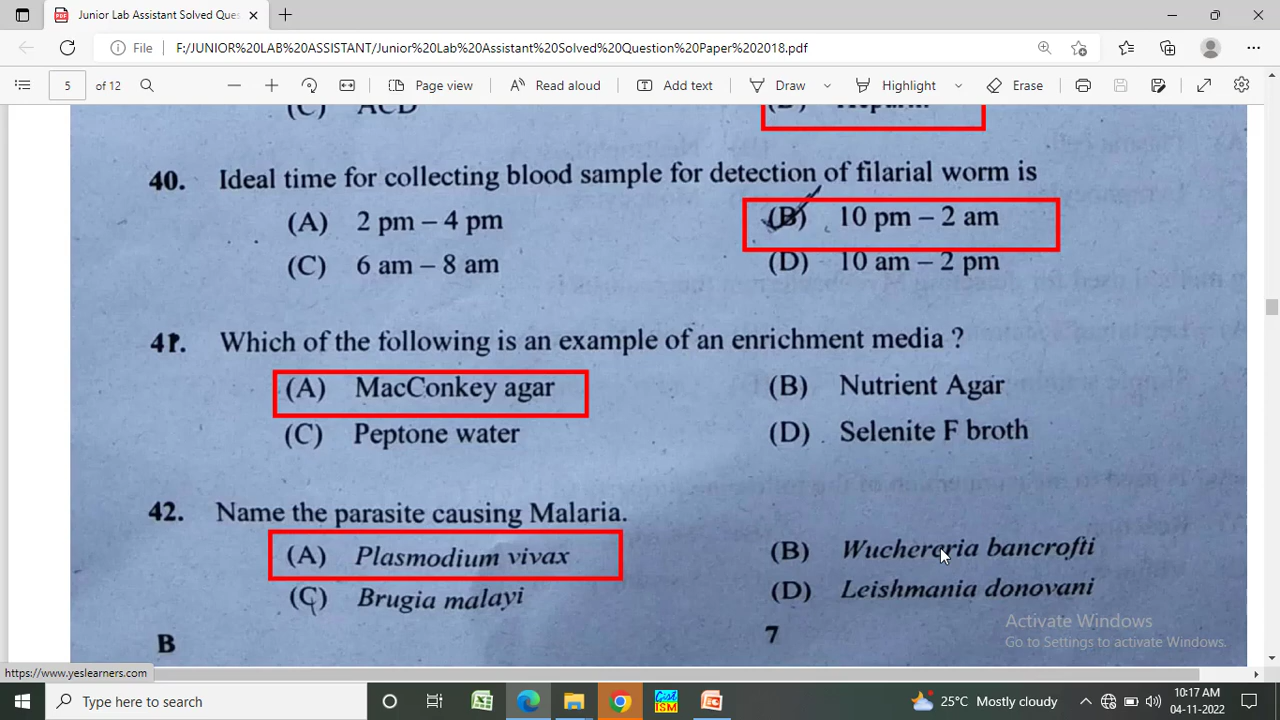 Junior Lab Assistant Solved Ques
File F:/JUNIOR%20LAB%20ASSISTANT/Junior%20Lab%20Assistant%20Solved%20Question%20Paper%202018.pdf
5 of 12 Page view Read aloud Add text Draw Highlight Erase
(C) ACD
40. Ideal time for collecting blood sample for detection of filarial worm is
(A) 2 pm – 4 pm (B) 10 pm – 2 am
(C) 6 am – 8 am (D) 10 am – 2 pm
41. Which of the following is an example of an enrichment media ?
(A) MacConkey agar (B) Nutrient Agar
(C) Peptone water (D) Selenite F broth
42. Name the parasite causing Malaria.
(A) Plasmodium vivax (B) Wuchereria bancrofti
(C) Brugia malayi (D) Leishmania donovani
Activate Windows
B 7 Go to Settings to activate Windows.
https://www.yeslearners.com
Type here to search 25°C Mostly cloudy 10:17 AM
04-11-2022